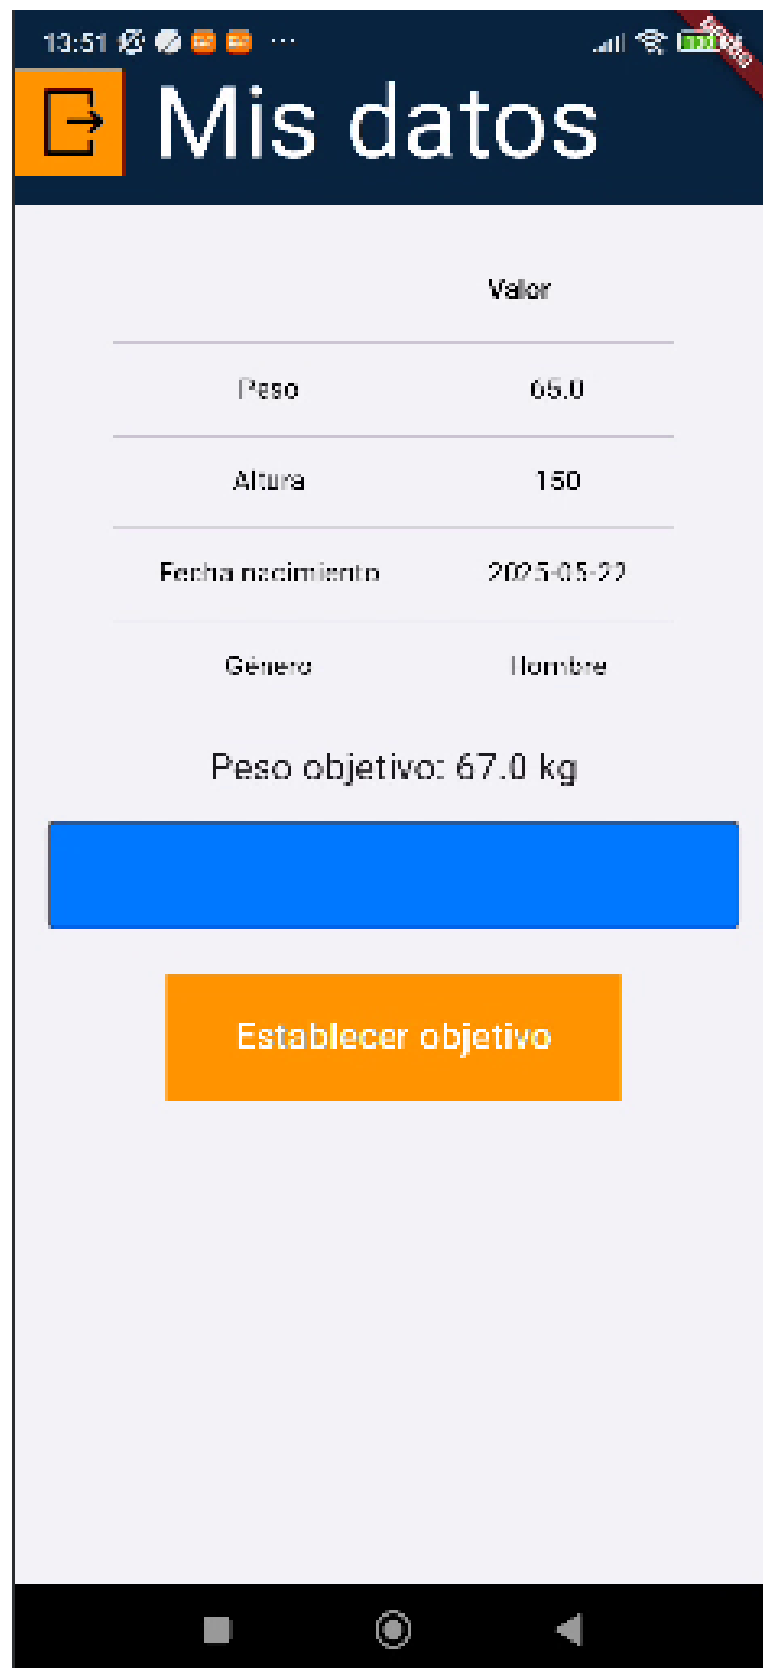 13:51
Mis datos
Valor
Peso 65.0
Altura 150
Fecha nacimiento 2025-05-22
Género Hombre
Peso objetivo: 67.0 kg
Establecer objetivo